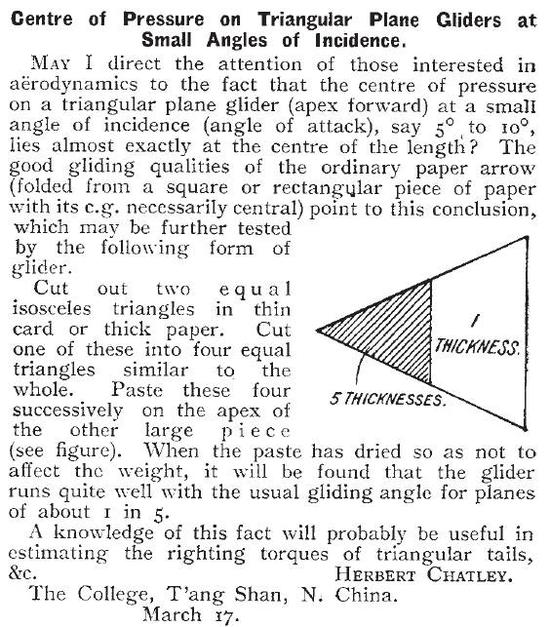 Centre of Pressure on Triangular Plane Gliders at
Small Angles of Incidence.
MAY I direct the attention of those interested in
aërodynamics to the fact that the centre of pressure
on a triangular plane glider (apex forward) at a small
angle of incidence (angle of attack), say 5° to 10°,
lies almost exactly at the centre of the length? The
good gliding qualities of the ordinary paper arrow
(folded from a square or rectangular piece of paper
with its c.g. necessarily central) point to this conclusion,
which may be further tested
by the following form of
glider.
Cut out two equal
isosceles triangles in thin
card or thick paper. Cut
one of these into four equal
triangles similar to the
whole. Paste these four
successively on the apex of
the other large piece
(see figure). When the paste has dried so as not to
affect the weight, it will be found that the glider
runs quite well with the usual gliding angle for planes
of about 1 in 5.
A knowledge of this fact will probably be useful in
estimating the righting torques of triangular tails,
&c. HERBERT CHATLEY.
The College, T'ang Shan, N. China.
March 17.
1
THICKNESS.
5 THICKNESSES.